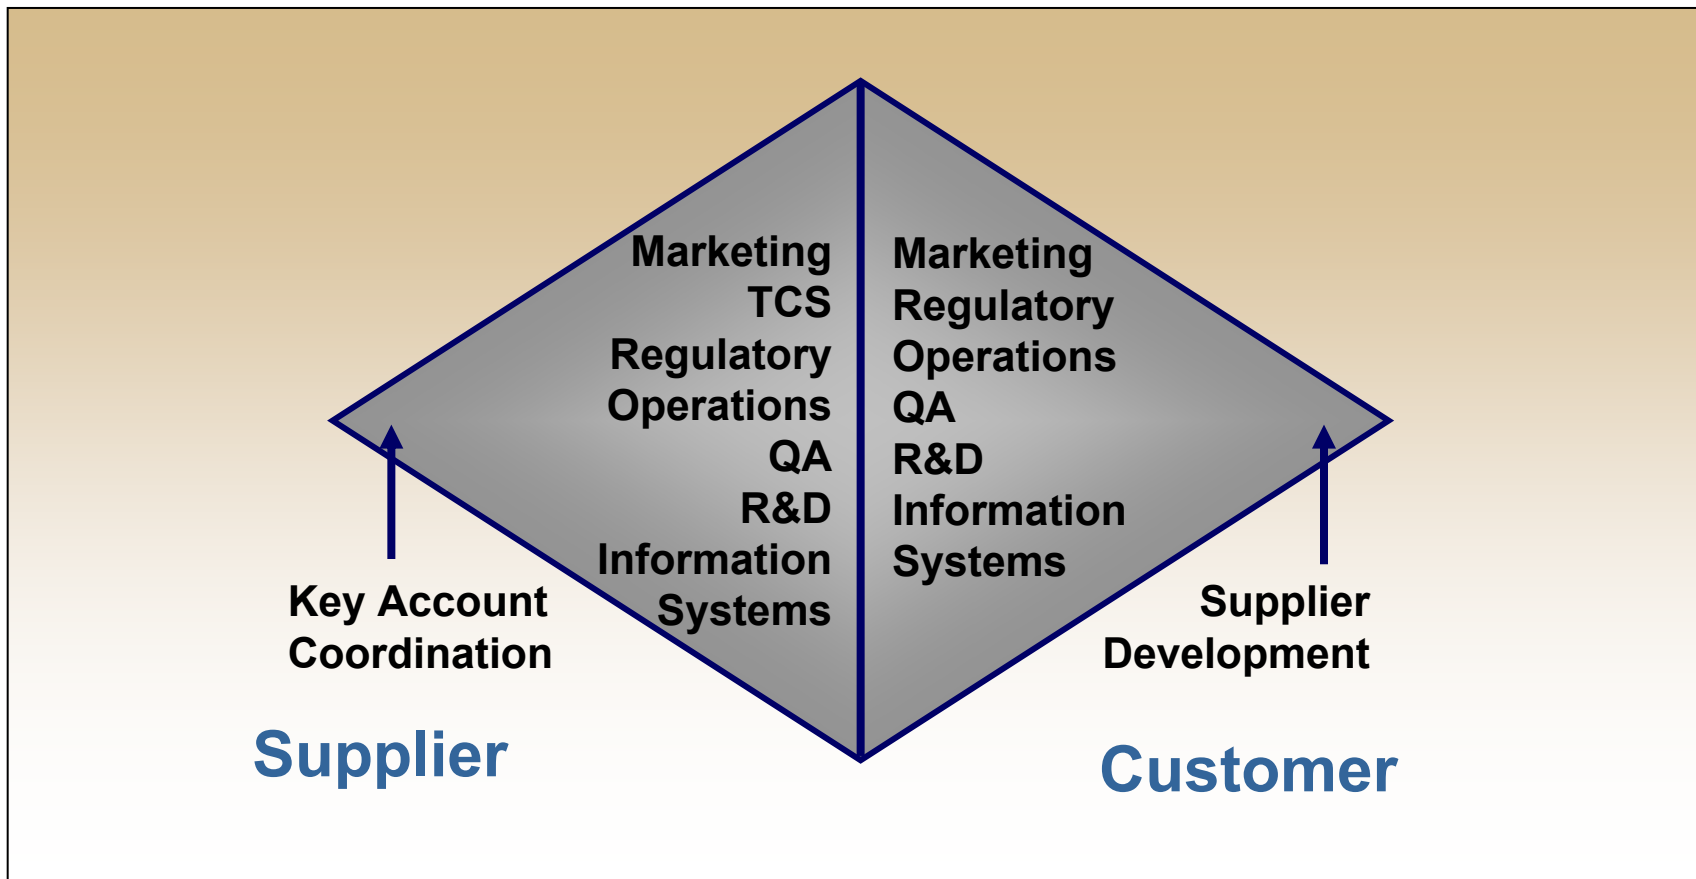 Marketing
TCS
Regulatory
Operations
QA
R&D
Information
Systems
Marketing
Regulatory
Operations
QA
R&D
Information
Systems
Key Account
Coordination
Supplier
Development
Supplier
Customer